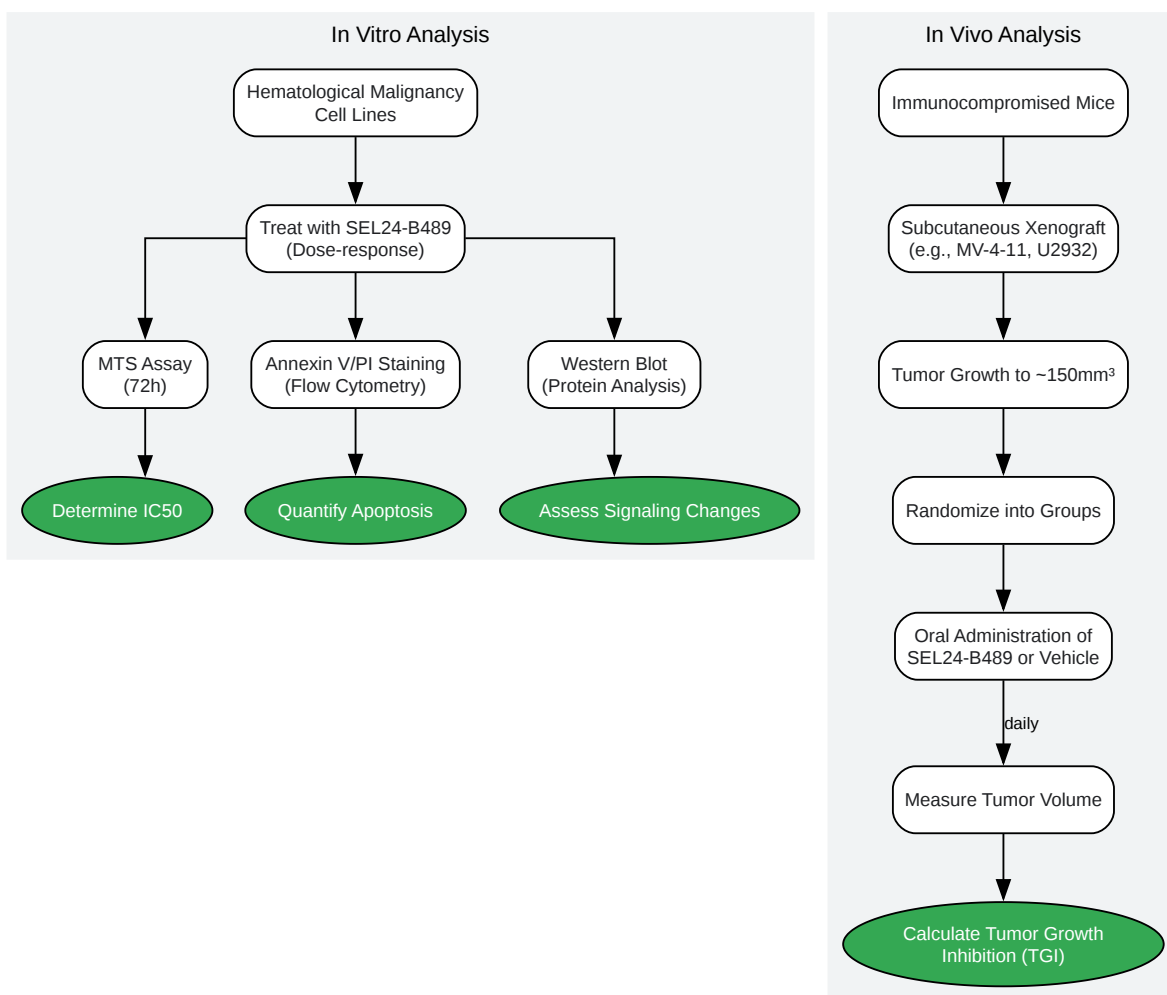 In Vitro Analysis
Hematological Malignancy
Cell Lines
Treat with SEL24-B489
(Dose-response)
MTS Assay
(72h)
Annexin V/PI Staining
(Flow Cytometry)
Western Blot
(Protein Analysis)
Determine IC50
Quantify Apoptosis
Assess Signaling Changes
In Vivo Analysis
Immunocompromised Mice
Subcutaneous Xenograft
(e.g., MV-4-11, U2932)
Tumor Growth to ~150mm³
Randomize into Groups
Oral Administration of
SEL24-B489 or Vehicle
daily
Measure Tumor Volume
Calculate Tumor Growth
Inhibition (TGI)